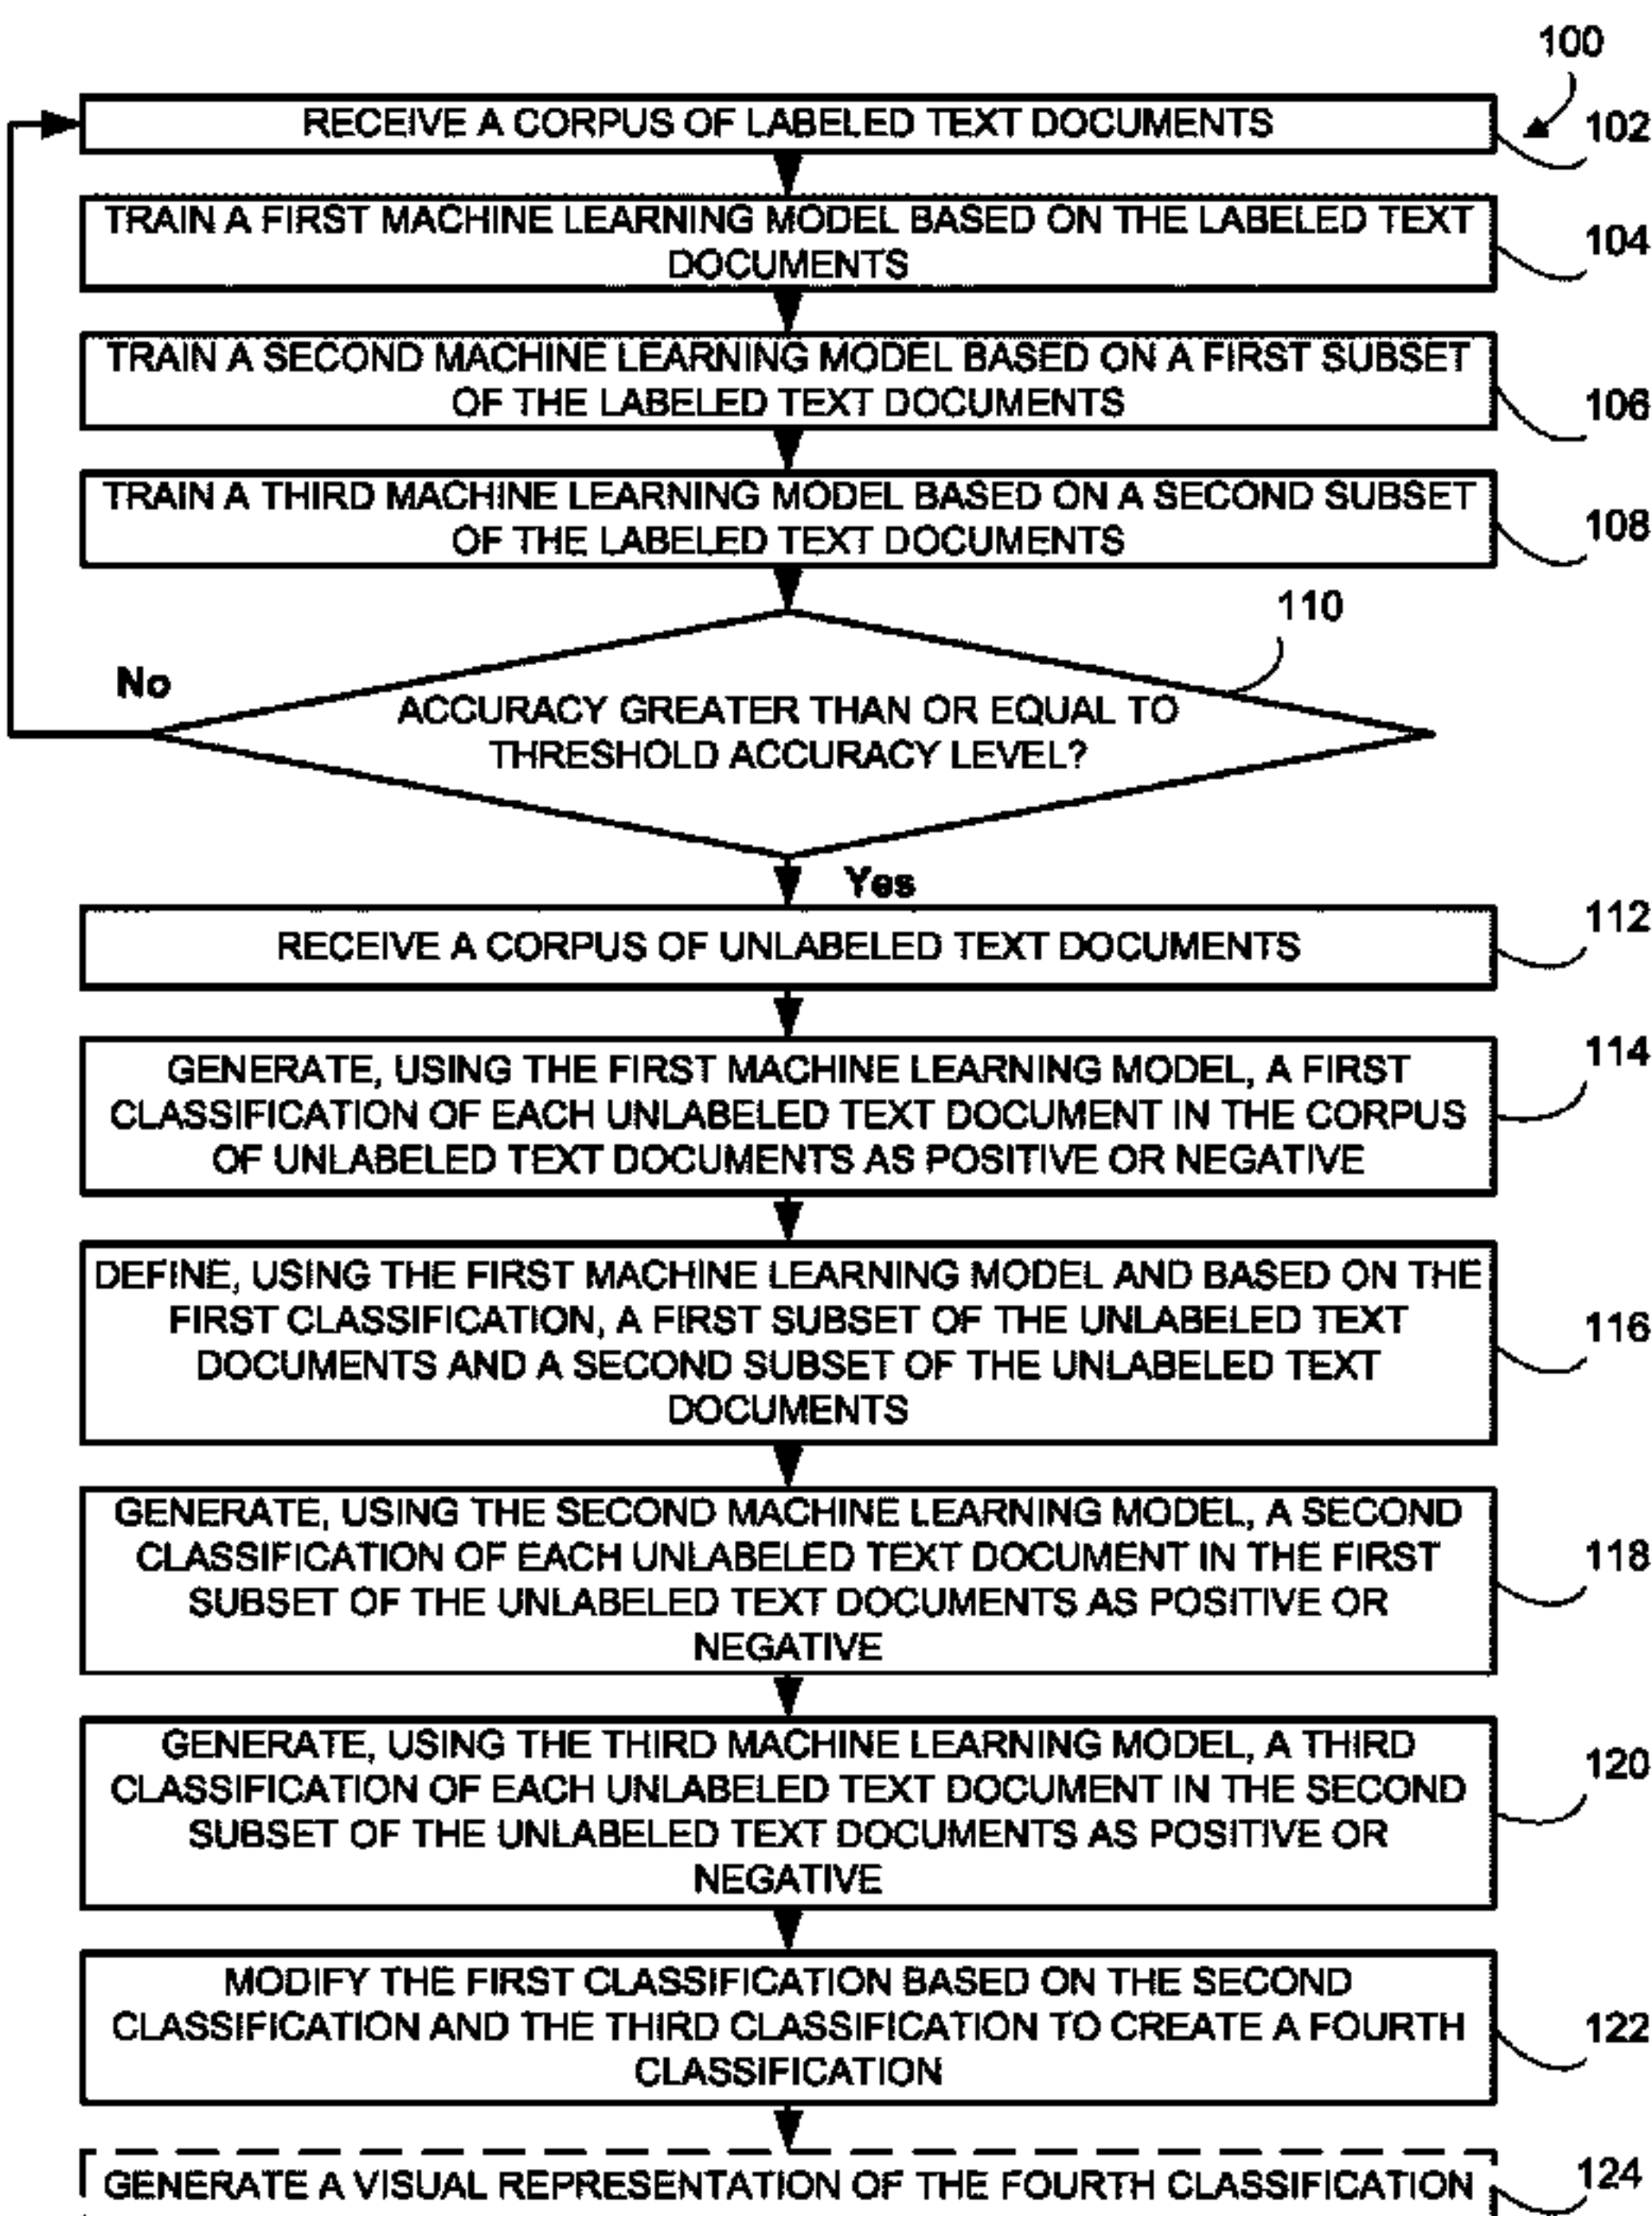 100
RECEIVE A CORPUS OF LABELED TEXT DOCUMENTS
102
TRAIN A FIRST MACHINE LEARNING MODEL BASED ON THE LABELED TEXT
DOCUMENTS
104
TRAIN A SECOND MACHINE LEARNING MODEL BASED ON A FIRST SUBSET
OF THE LABELED TEXT DOCUMENTS
106
TRAIN A THIRD MACHINE LEARNING MODEL BASED ON A SECOND SUBSET
OF THE LABELED TEXT DOCUMENTS
108
110
No
ACCURACY GREATER THAN OR EQUAL TO
THRESHOLD ACCURACY LEVEL?
Yes
RECEIVE A CORPUS OF UNLABELED TEXT DOCUMENTS
112
GENERATE, USING THE FIRST MACHINE LEARNING MODEL, A FIRST
CLASSIFICATION OF EACH UNLABELED TEXT DOCUMENT IN THE CORPUS
OF UNLABELED TEXT DOCUMENTS AS POSITIVE OR NEGATIVE
114
DEFINE, USING THE FIRST MACHINE LEARNING MODEL AND BASED ON THE
FIRST CLASSIFICATION, A FIRST SUBSET OF THE UNLABELED TEXT
DOCUMENTS AND A SECOND SUBSET OF THE UNLABELED TEXT
DOCUMENTS
116
GENERATE, USING THE SECOND MACHINE LEARNING MODEL, A SECOND
CLASSIFICATION OF EACH UNLABELED TEXT DOCUMENT IN THE FIRST
SUBSET OF THE UNLABELED TEXT DOCUMENTS AS POSITIVE OR
NEGATIVE
118
GENERATE, USING THE THIRD MACHINE LEARNING MODEL, A THIRD
CLASSIFICATION OF EACH UNLABELED TEXT DOCUMENT IN THE SECOND
SUBSET OF THE UNLABELED TEXT DOCUMENTS AS POSITIVE OR
NEGATIVE
120
MODIFY THE FIRST CLASSIFICATION BASED ON THE SECOND
CLASSIFICATION AND THE THIRD CLASSIFICATION TO CREATE A FOURTH
CLASSIFICATION
122
GENERATE A VISUAL REPRESENTATION OF THE FOURTH CLASSIFICATION
124